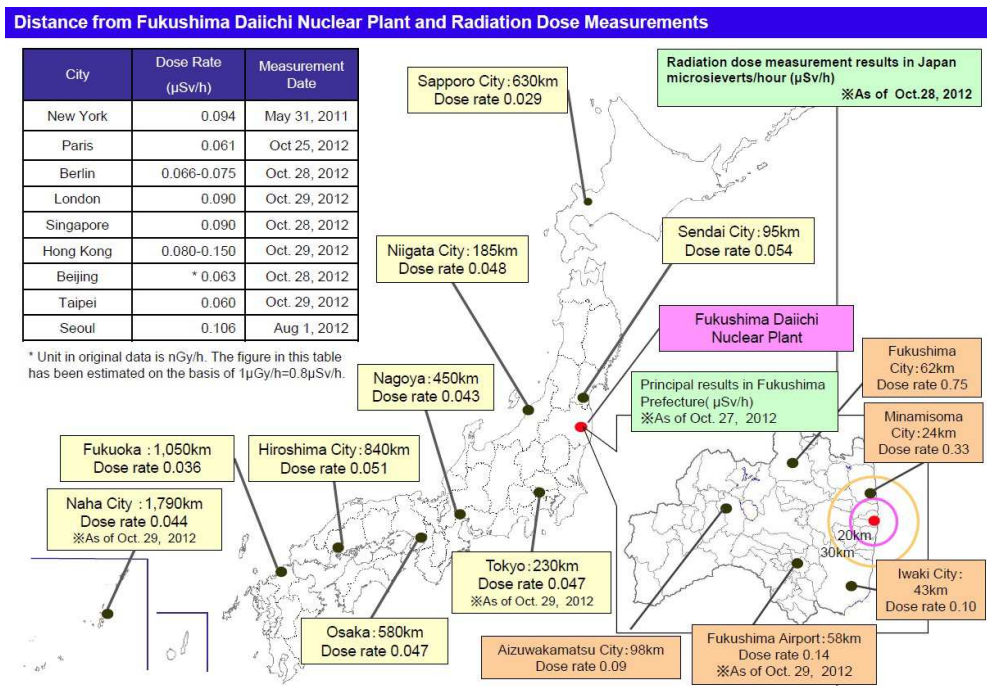 Distance from Fukushima Daiichi Nuclear Plant and Radiation Dose Measurements
City
Dose Rate
(μSv/h)
Measurement
Date
New York 0.094 May 31, 2011
Paris 0.061 Oct 25, 2012
Berlin 0.066-0.075 Oct. 28, 2012
London 0.090 Oct. 29, 2012
Singapore 0.090 Oct. 28, 2012
Hong Kong 0.080-0.150 Oct. 29, 2012
Beijing * 0.063 Oct. 28, 2012
Taipei 0.060 Oct. 29, 2012
Seoul 0.106 Aug 1, 2012
* Unit in original data is nGy/h. The figure in this table
has been estimated on the basis of 1μGy/h=0.8μSv/h.
Sapporo City:630km
Dose rate 0.029
Radiation dose measurement results in Japan
microsieverts/hour (μSv/h)
※As of Oct.28, 2012
Niigata City:185km
Dose rate 0.048
Sendai City:95km
Dose rate 0.054
Fukushima Daiichi
Nuclear Plant
Nagoya:450km
Dose rate 0.043
Principal results in Fukushima
Prefecture( μSv/h)
※As of Oct. 27, 2012
Fukushima
City:62km
Dose rate 0.75
Minamisoma
City:24km
Dose rate 0.33
Fukuoka:1,050km
Dose rate 0.036
Hiroshima City:840km
Dose rate 0.051
Naha City :1,790km
Dose rate 0.044
※As of Oct. 29, 2012
20km
30km
Tokyo:230km
Dose rate 0.047
※As of Oct. 29, 2012
Iwaki City:
43km
Dose rate 0.10
Osaka:580km
Dose rate 0.047
Aizuwakamatsu City:98km
Dose rate 0.09
Fukushima Airport:58km
Dose rate 0.14
※As of Oct. 29, 2012